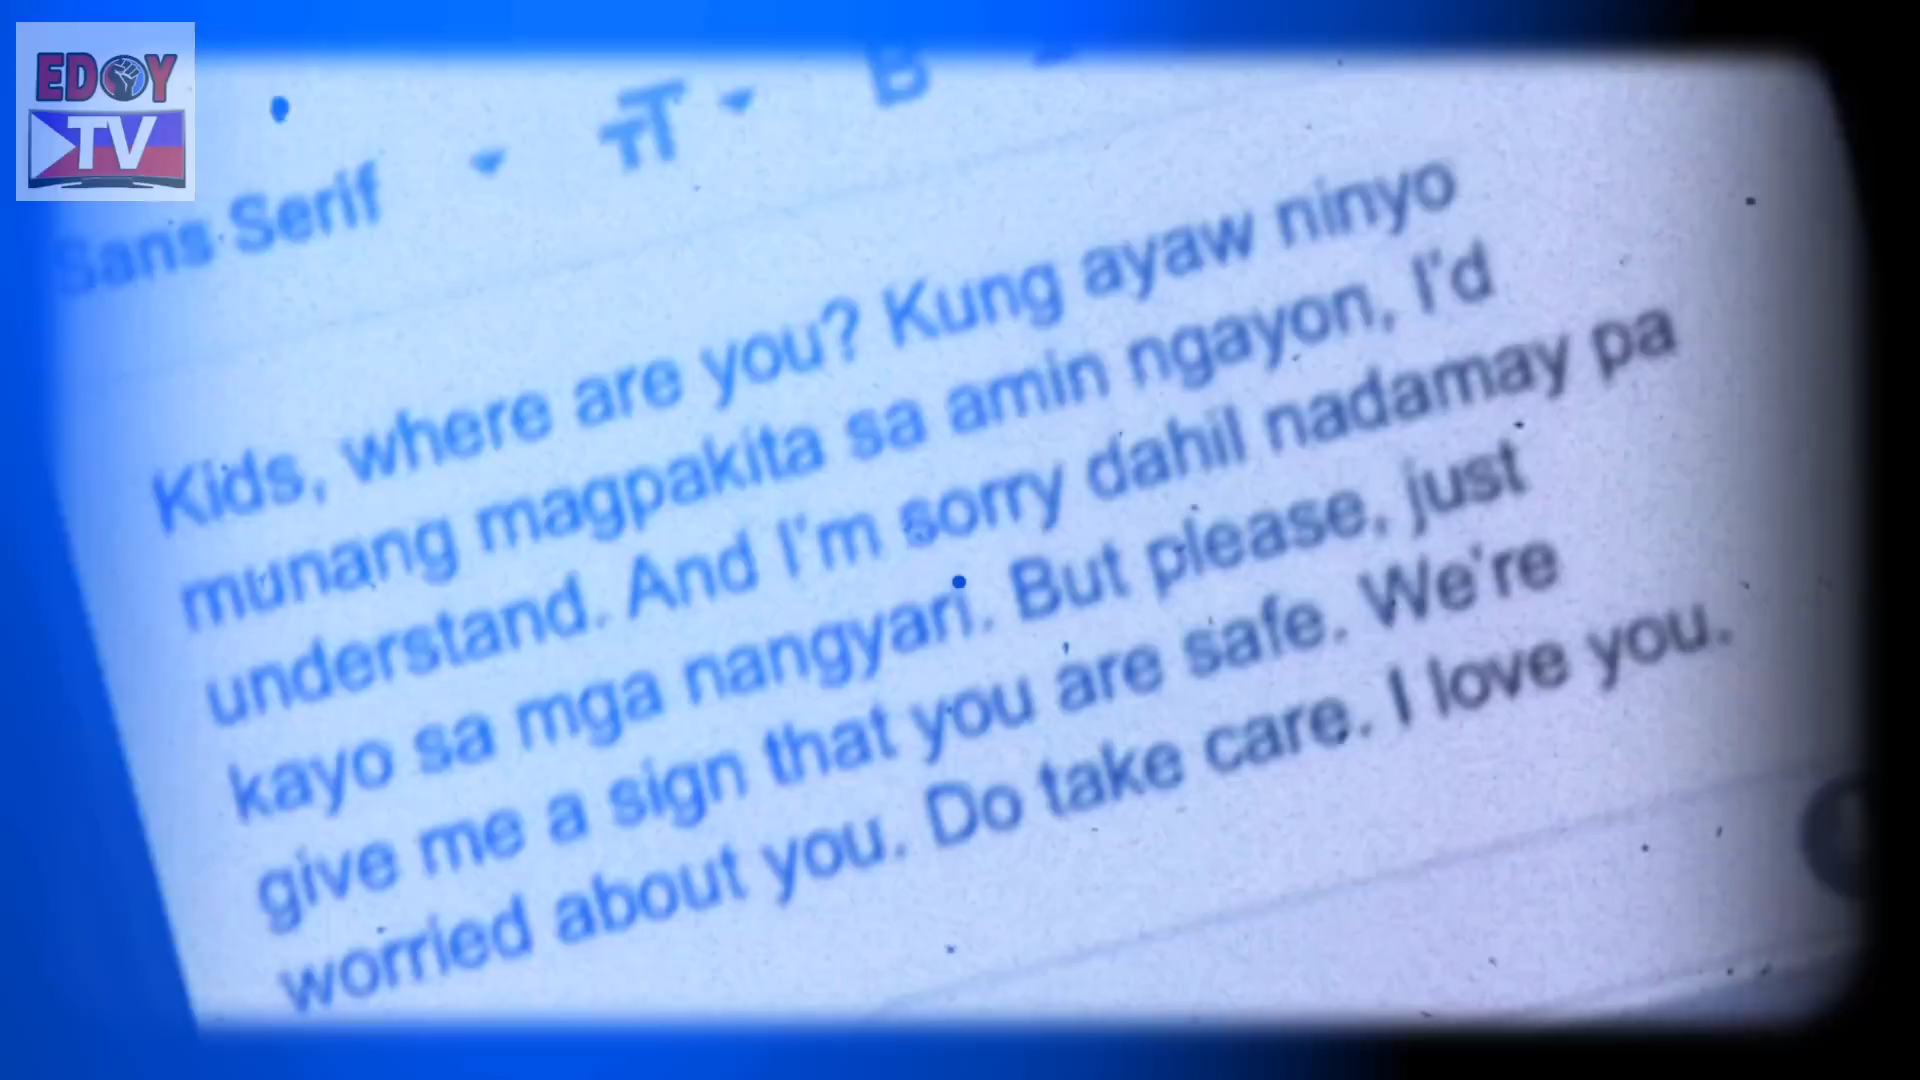 EDOY
TV
Sans Serif TT B
Kids, where are you? Kung ayaw ninyo
munang magpakita sa amin ngayon, I'd
understand. And I'm sorry dahil nadamay pa
kayo sa mga nangyari. But please, just
give me a sign that you are safe. We're
worried about you. Do take care. I love you.